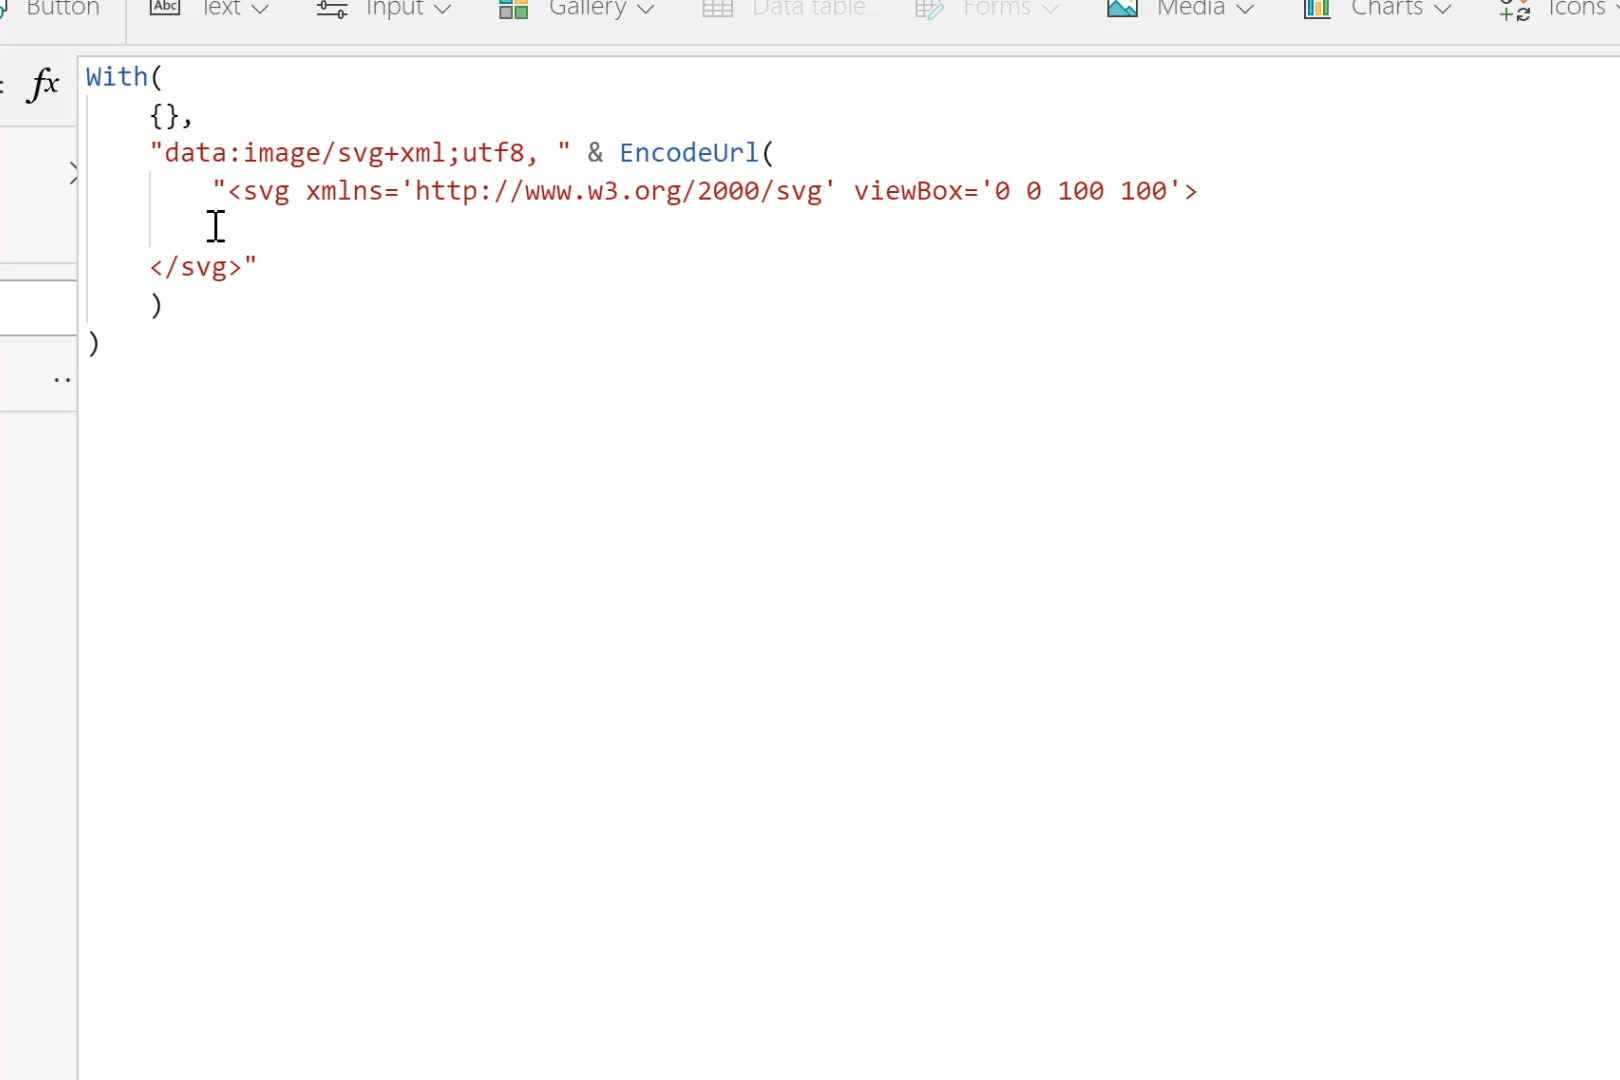 Button Abc Text Input Gallery Data table Forms Media Charts Icons
fx With(
{},
"data:image/svg+xml;utf8, " & EncodeUrl(
"<svg xmlns='http://www.w3.org/2000/svg' viewBox='0 0 100 100'>
</svg>"
)
)